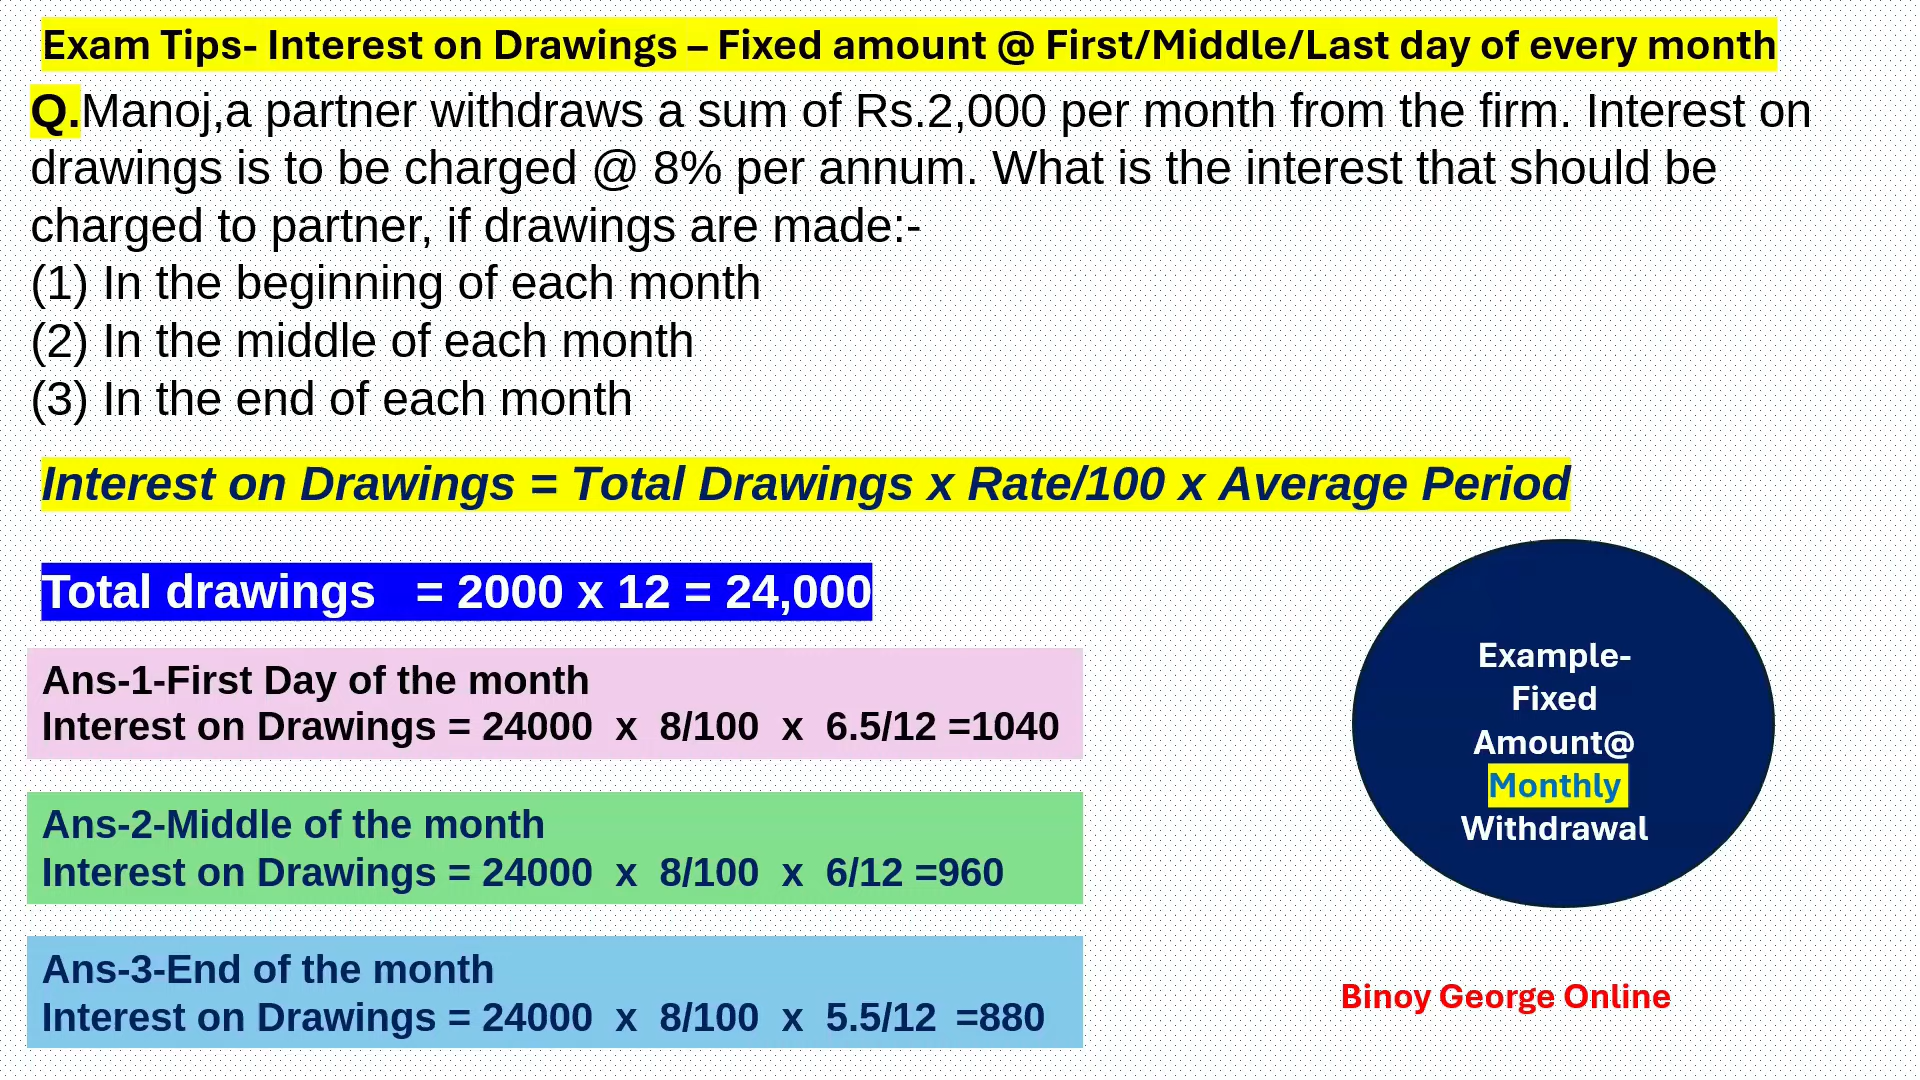 Exam Tips- Interest on Drawings – Fixed amount @ First/Middle/Last day of every month
Q.Manoj,a partner withdraws a sum of Rs.2,000 per month from the firm. Interest on
drawings is to be charged @ 8% per annum. What is the interest that should be
charged to partner, if drawings are made:-
(1) In the beginning of each month
(2) In the middle of each month
(3) In the end of each month
Interest on Drawings = Total Drawings x Rate/100 x Average Period
Total drawings = 2000 x 12 = 24,000
Ans-1-First Day of the month
Interest on Drawings = 24000 x 8/100 x 6.5/12 =1040
Ans-2-Middle of the month
Interest on Drawings = 24000 x 8/100 x 6/12 =960
Ans-3-End of the month
Interest on Drawings = 24000 x 8/100 x 5.5/12 =880
Example-
Fixed
Amount@
Monthly
Withdrawal
Binoy George Online